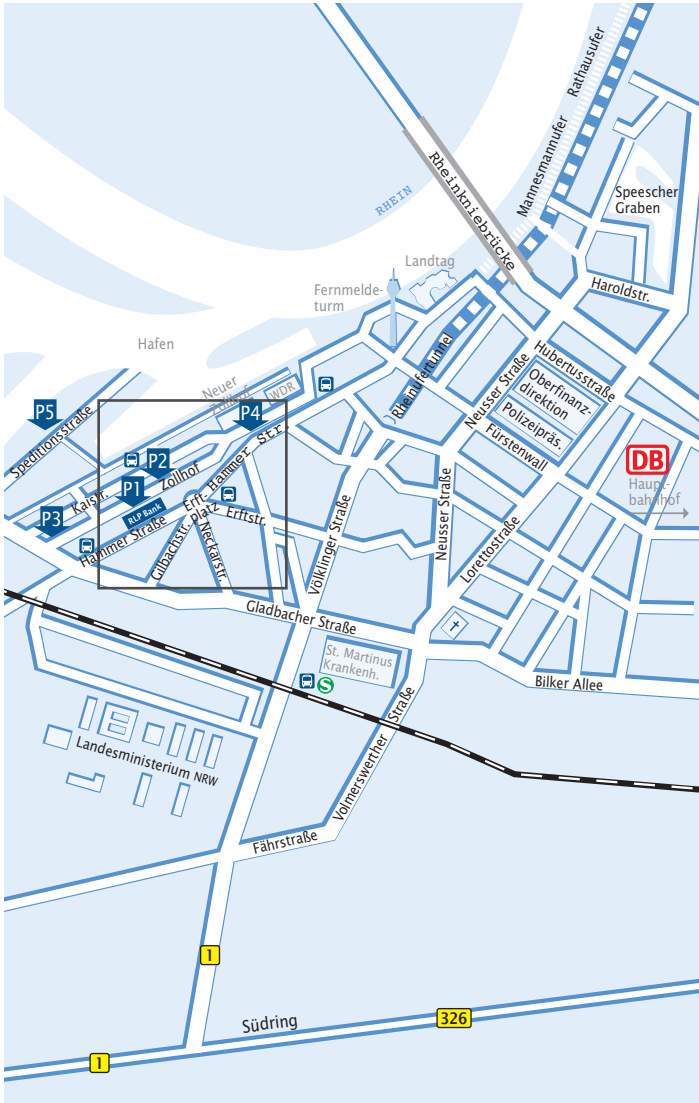 Rathausufer
Mannesmannufer
Rheinkniebrücke
RHEIN
Speescher
Graben
Landtag
Fernmelde-
turm
Haroldstr.
Hafen
Hubertusstraße
Neuer
Zollhof
WDR
Rheinufertunnel
Neusser Straße
Oberfinanz-
direktion
Polizeipräs.
Fürstenwall
P5
Speditionsstraße
P4
DB
Haupt-
bahnhof
P2
P1
Zollhof
Kaistr.
P3
RLP Bank
Hammer Str.
Erft-
platz
Erftstr.
Hammer Straße
Gilbachstr.
Neckarstr.
Völklinger Straße
Neusser Straße
Lorettostraße
Gladbacher Straße
St. Martinus
Krankenh.
S
Bilker Allee
Landesministerium NRW
Volmerswerther Straße
Fährstraße
1
Südring
326
1